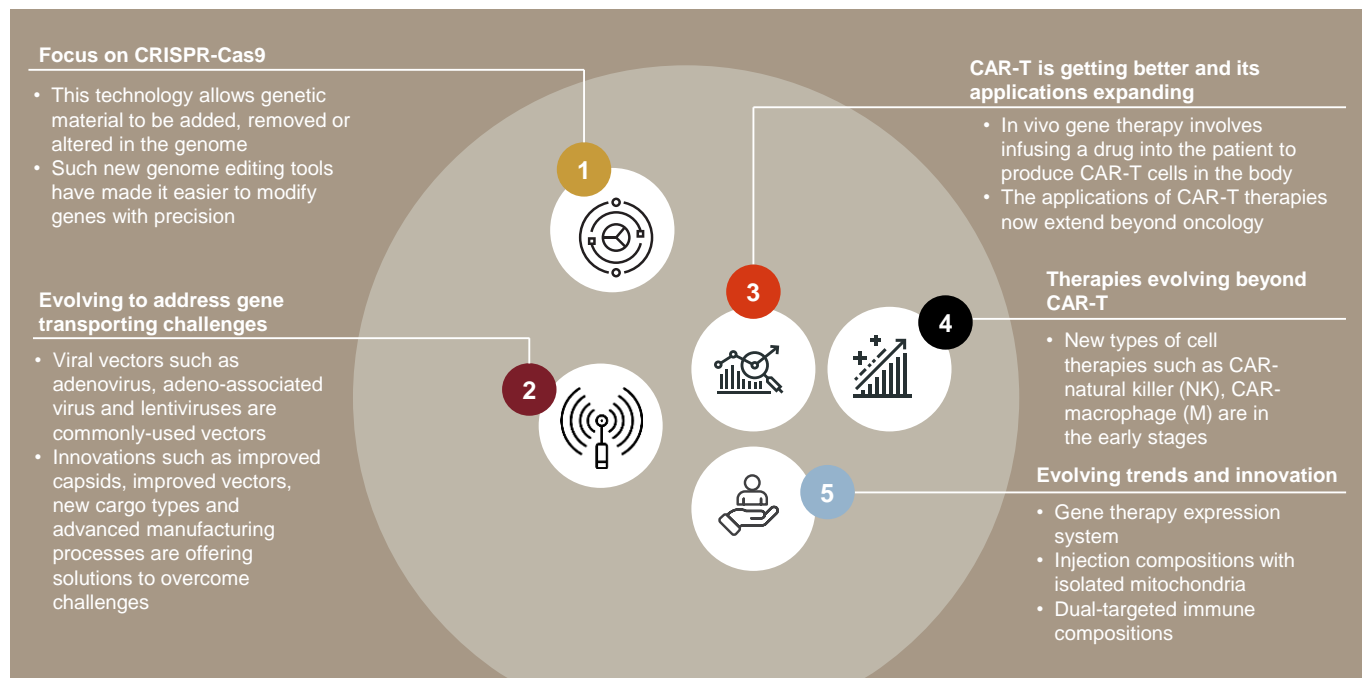 Focus on CRISPR-Cas9
• This technology allows genetic
material to be added, removed or
altered in the genome
• Such new genome editing tools
have made it easier to modify
genes with precision
1
Evolving to address gene
transporting challenges
• Viral vectors such as
adenovirus, adeno-associated
virus and lentiviruses are
commonly-used vectors
• Innovations such as improved
capsids, improved vectors,
new cargo types and
advanced manufacturing
processes are offering
solutions to overcome
challenges
2
CAR-T is getting better and its
applications expanding
• In vivo gene therapy involves
infusing a drug into the patient to
produce CAR-T cells in the body
• The applications of CAR-T therapies
now extend beyond oncology
3
Therapies evolving beyond
CAR-T
• New types of cell
therapies such as CAR-
natural killer (NK), CAR-
macrophage (M) are in
the early stages
4
Evolving trends and innovation
• Gene therapy expression
system
• Injection compositions with
isolated mitochondria
• Dual-targeted immune
compositions
5